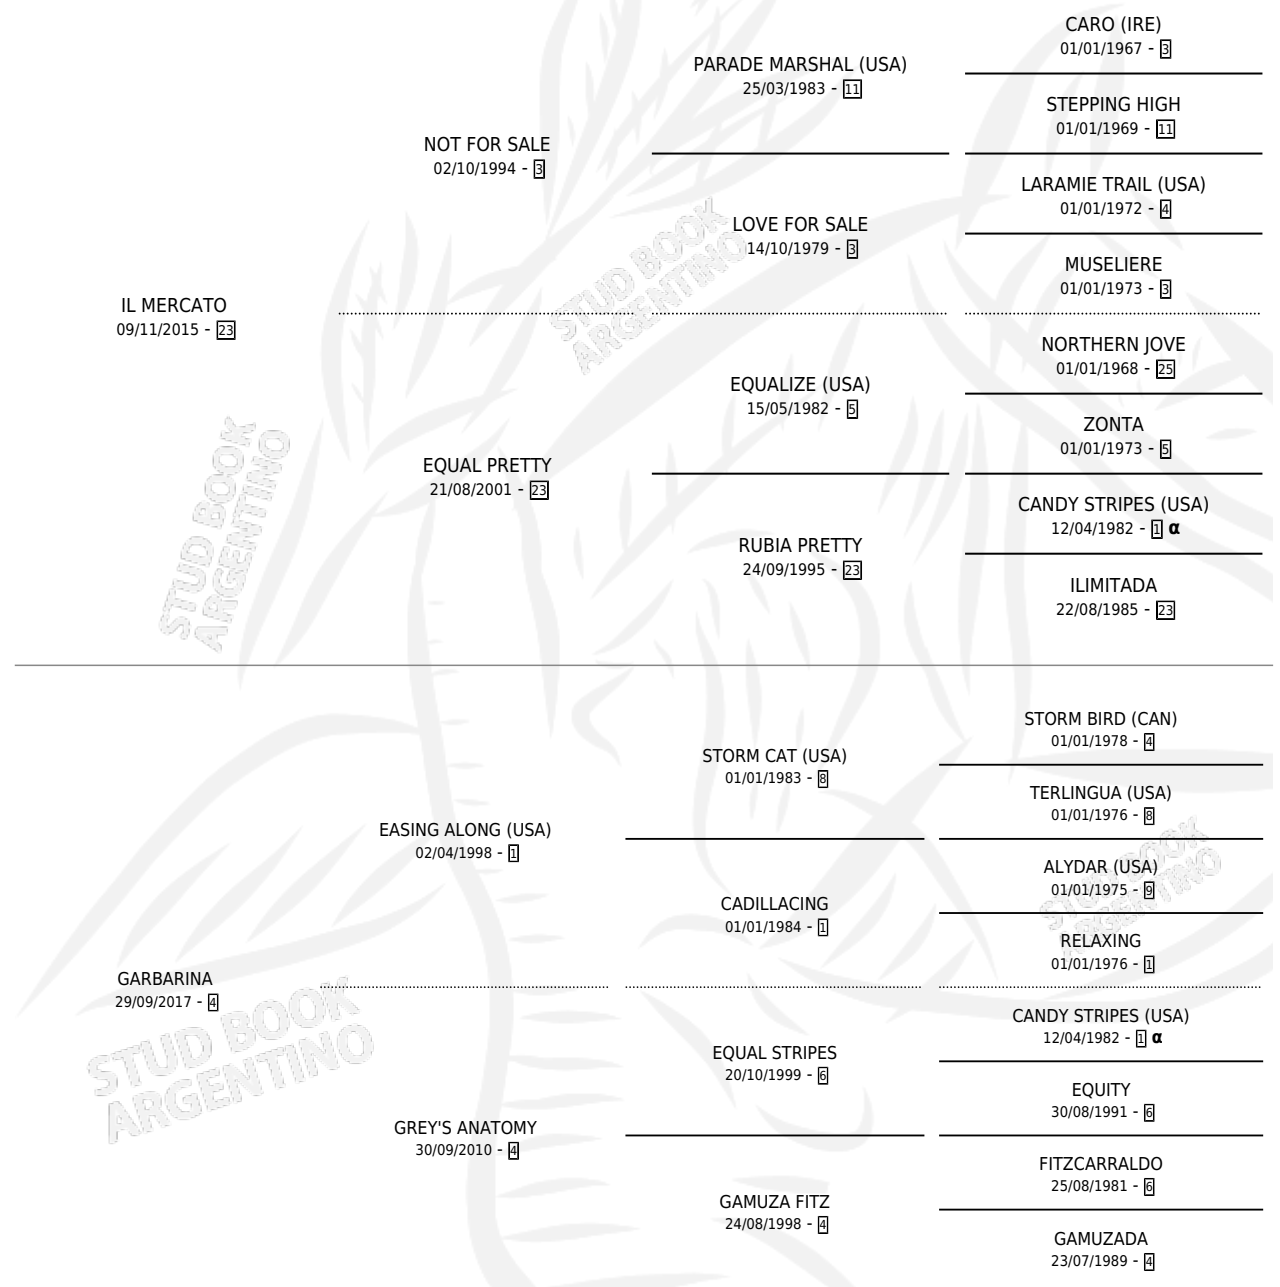 CARO (IRE)
01/01/1967 - 3
PARADE MARSHAL (USA)
25/03/1983 - 11
STEPPING HIGH
01/01/1969 - 11
NOT FOR SALE
02/10/1994 - 3
LARAMIE TRAIL (USA)
01/01/1972 - 4
LOVE FOR SALE
14/10/1979 - 3
MUSELIERE
01/01/1973 - 3
IL MERCATO
09/11/2015 - 23
NORTHERN JOVE
01/01/1968 - 25
EQUALIZE (USA)
15/05/1982 - 5
ZONTA
01/01/1973 - 5
EQUAL PRETTY
21/08/2001 - 23
CANDY STRIPES (USA)
12/04/1982 - 1 α
RUBIA PRETTY
24/09/1995 - 23
ILIMITADA
22/08/1985 - 23
STORM BIRD (CAN)
01/01/1978 - 4
STORM CAT (USA)
01/01/1983 - 8
TERLINGUA (USA)
01/01/1976 - 8
EASING ALONG (USA)
02/04/1998 - 1
ALYDAR (USA)
01/01/1975 - 9
CADILLACING
01/01/1984 - 1
RELAXING
01/01/1976 - 1
GARBARINA
29/09/2017 - 4
CANDY STRIPES (USA)
12/04/1982 - 1 α
EQUAL STRIPES
20/10/1999 - 6
EQUITY
30/08/1991 - 6
GREY'S ANATOMY
30/09/2010 - 4
FITZCARRALDO
25/08/1981 - 6
GAMUZA FITZ
24/08/1998 - 4
GAMUZADA
23/07/1989 - 4
STUD BOOK
ARGENTINO
STUD BOOK
ARGENTINO
STUD BOOK
ARGENTINO
STUD BOOK
ARGENTINO